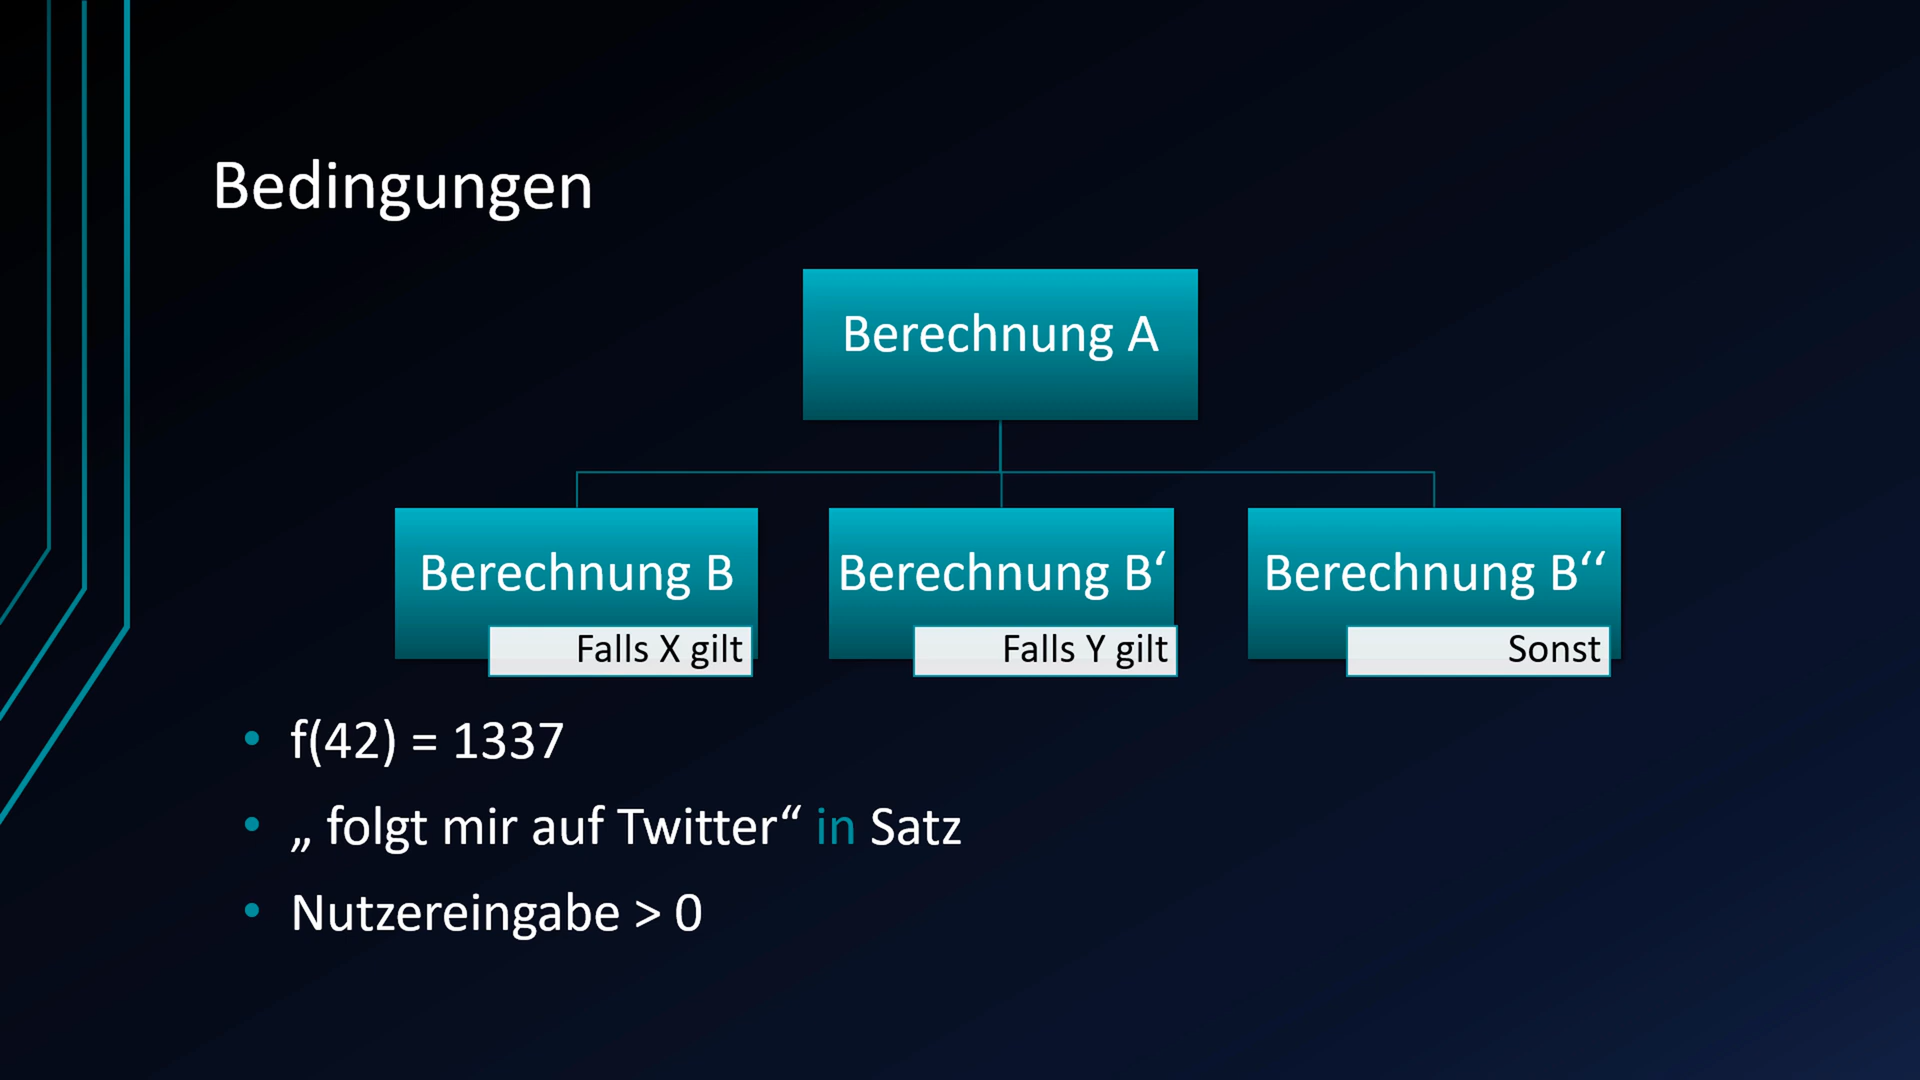 Bedingungen
Berechnung A
Berechnung B
Falls X gilt
Berechnung B‘
Falls Y gilt
Berechnung B‘‘
Sonst
• f(42) = 1337
• „ folgt mir auf Twitter“ in Satz
• Nutzereingabe > 0